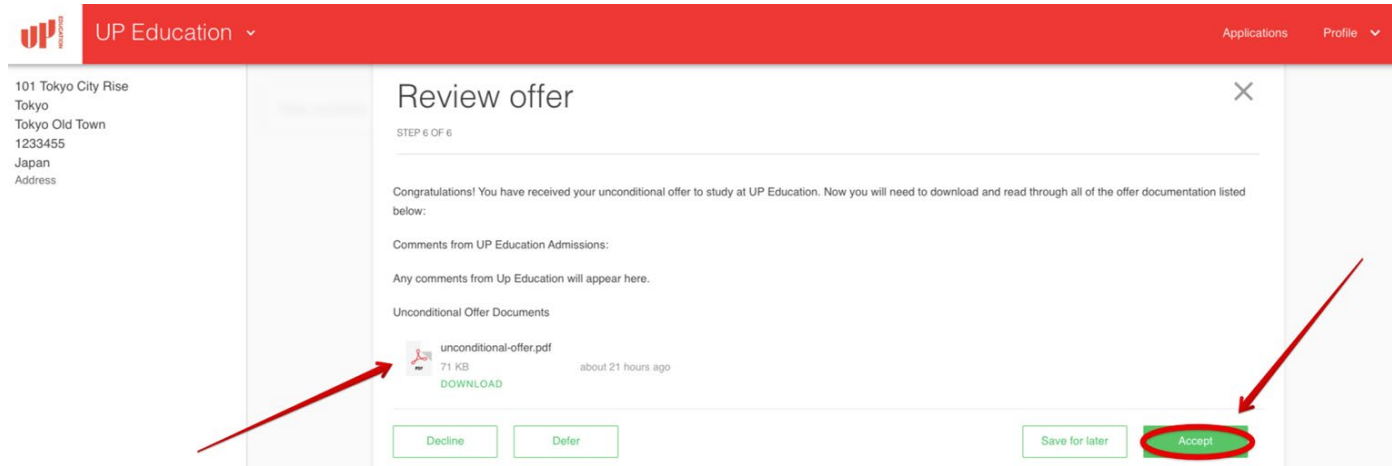 UP EDUCATION
UP Education
Applications
Profile
101 Tokyo City Rise
Tokyo
Tokyo Old Town
1233455
Japan
Address
Review offer
STEP 6 OF 6
Congratulations! You have received your unconditional offer to study at UP Education. Now you will need to download and read through all of the offer documentation listed
below:
Comments from UP Education Admissions:
Any comments from Up Education will appear here.
Unconditional Offer Documents
PDF
unconditional-offer.pdf
71 KB
about 21 hours ago
DOWNLOAD
Decline
Defer
Save for later
Accept